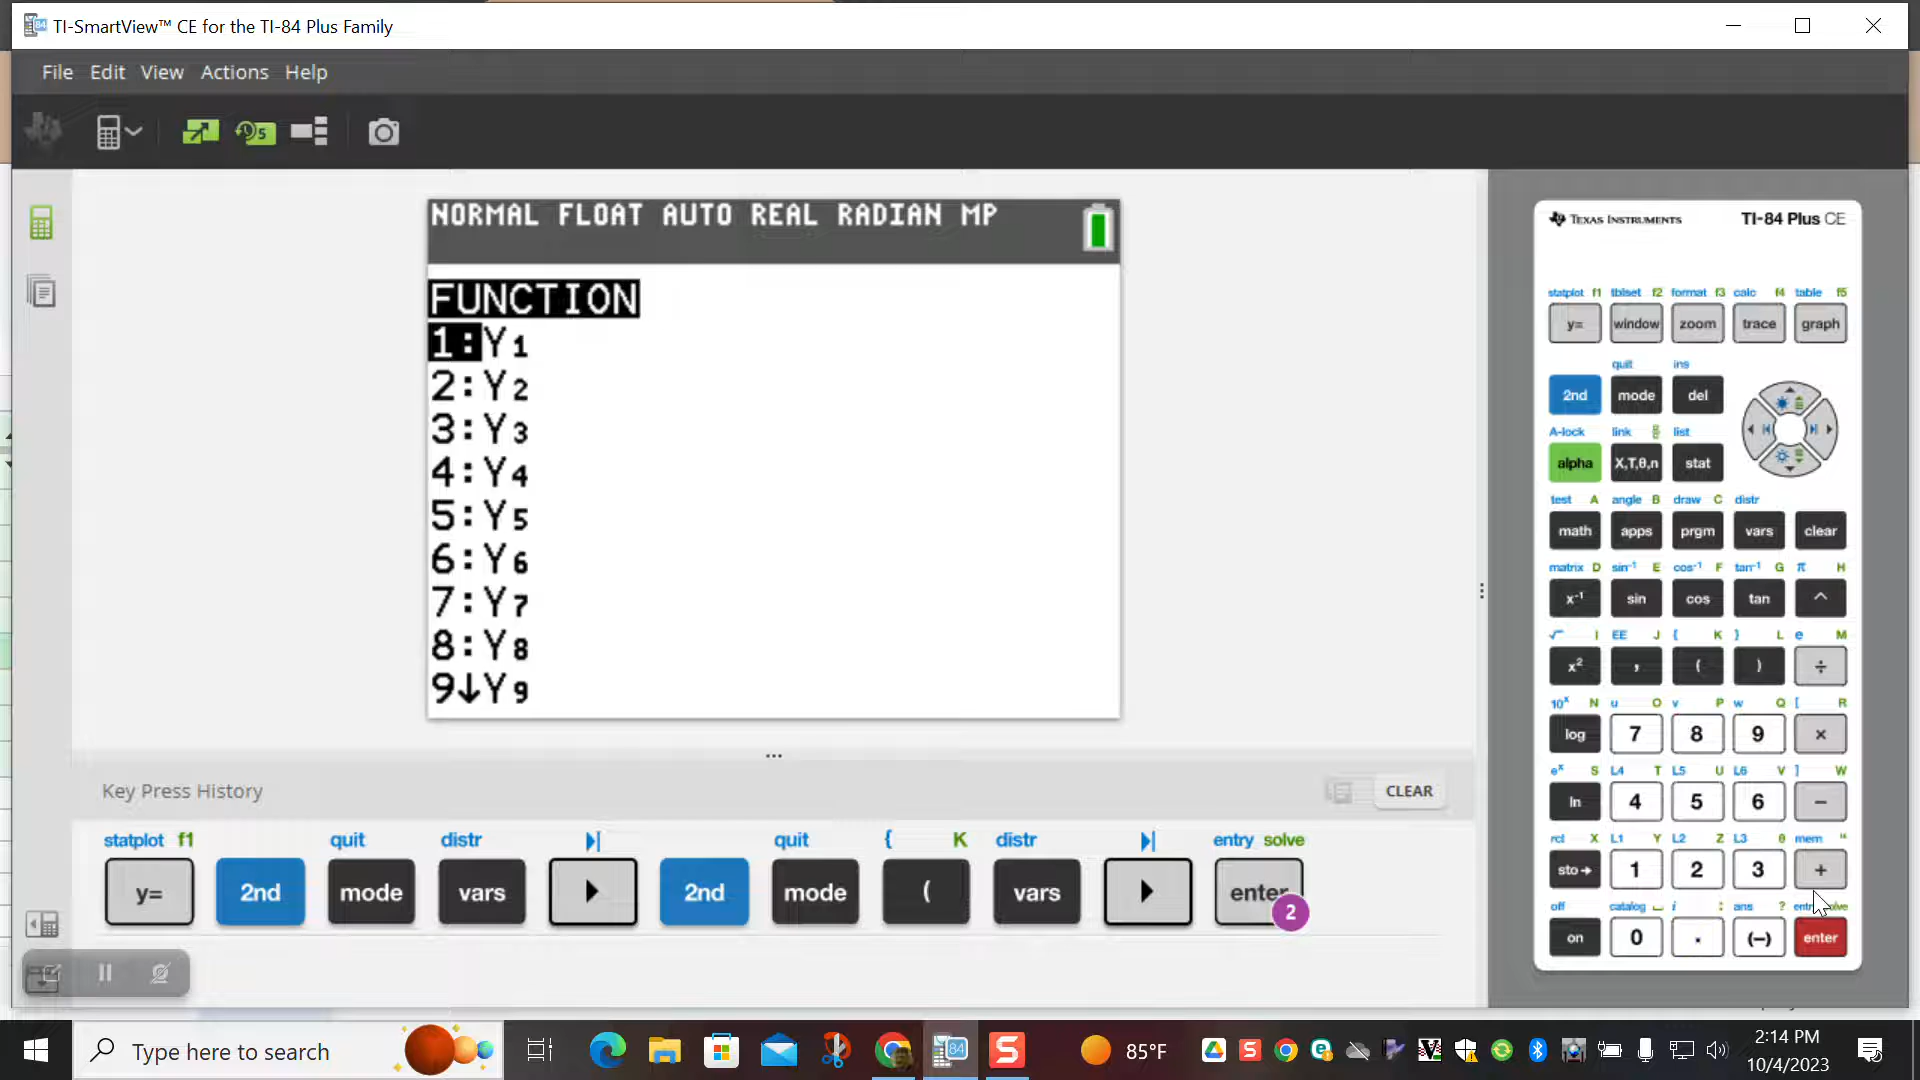 TI-SmartView™ CE for the TI-84 Plus Family
File Edit View Actions Help
NORMAL FLOAT AUTO REAL RADIAN MP
FUNCTION
1:Y1
2:Y2
3:Y3
4:Y4
5:Y5
6:Y6
7:Y7
8:Y8
9↓Y9
Key Press History
CLEAR
statplot f1 quit distr quit { K distr entry solve
y= 2nd mode vars 2nd mode ( vars enter
2
TEXAS INSTRUMENTS TI-84 Plus CE
statplot f1 tblset f2 format f3 calc f4 table f5
y= window zoom trace graph
quit ins
2nd mode del
A-lock link list
alpha X,T,θ,n stat
test A angle B draw C distr
math apps prgm vars clear
matrix D sin-1 E cos-1 F tan-1 G π H
x-1 sin cos tan ^
√ I EE J { K } L e M
x2 , ( ) ÷
10x N u O v P w Q [ R
log 7 8 9 ×
ex S L4 T L5 U L6 V ] W
ln 4 5 6 −
rcl X L1 Y L2 Z L3 θ mem "
sto→ 1 2 3 +
off catalog i : ans ?
on 0 . (−) enter
Type here to search
84
S
85°F
2:14 PM
10/4/2023